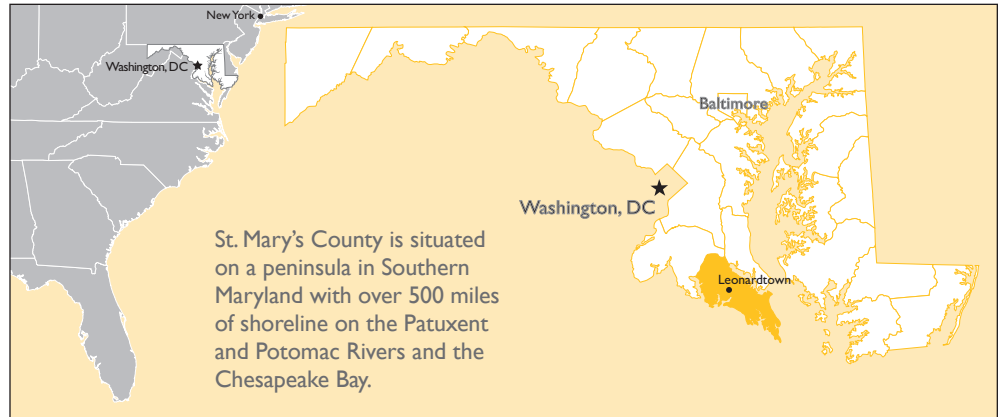 New York
Washington, DC
Baltimore
Washington, DC
Leonardtown
St. Mary’s County is situated
on a peninsula in Southern
Maryland with over 500 miles
of shoreline on the Patuxent
and Potomac Rivers and the
Chesapeake Bay.